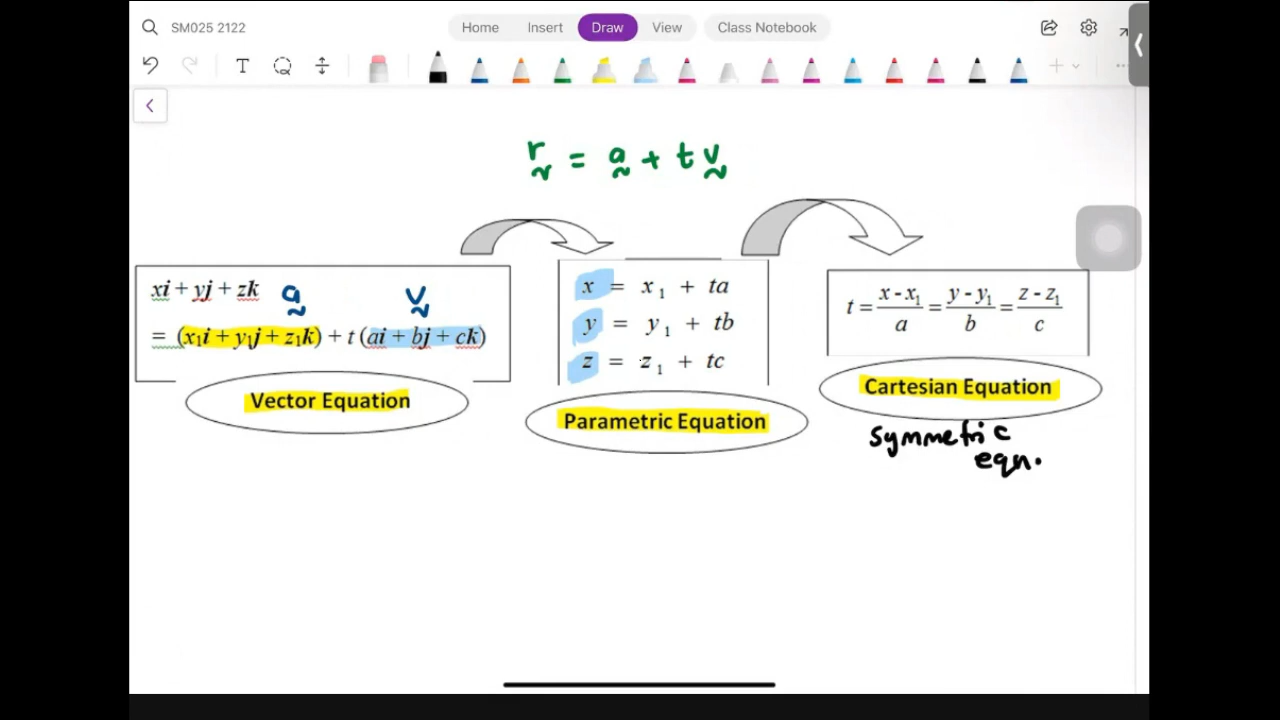 SM025 2122
Home Insert Draw View Class Notebook
T
r = a + t v
xi + yj + zk
a v
= (x₁i + y₁j + z₁k) + t (ai + bj + ck)
Vector Equation
x = x₁ + ta
y = y₁ + tb
z = z₁ + tc
Parametric Equation
t = x - x₁ / a = y - y₁ / b = z - z₁ / c
Cartesian Equation
symmetric
eqn.